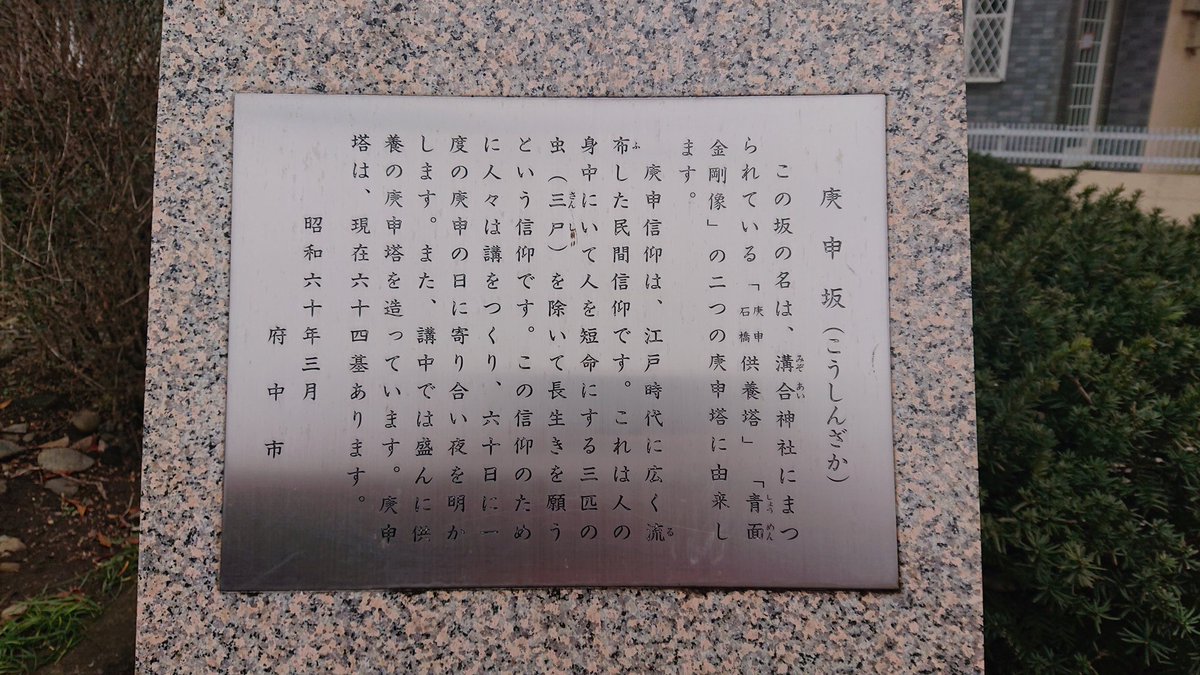 庚申坂(こうしんざか)
この坂の名は、溝合神社にまつ
られている「庚申石橋供養塔」「青面
金剛像」の二つの庚申塔に由来し
ます。
庚申信仰は、江戸時代に広く流
布した民間信仰です。これは人の
身中にいて人を短命にする三匹の
虫(三尸)を除いて長生きを願う
という信仰です。この信仰のため
に人々は講をつくり、六十日に一
度の庚申の日に寄り合い夜を明か
します。また、講中では盛んに供
養の庚申塔を造っています。庚申
塔は、現在六十四基あります。
昭和六十年三月
府中市